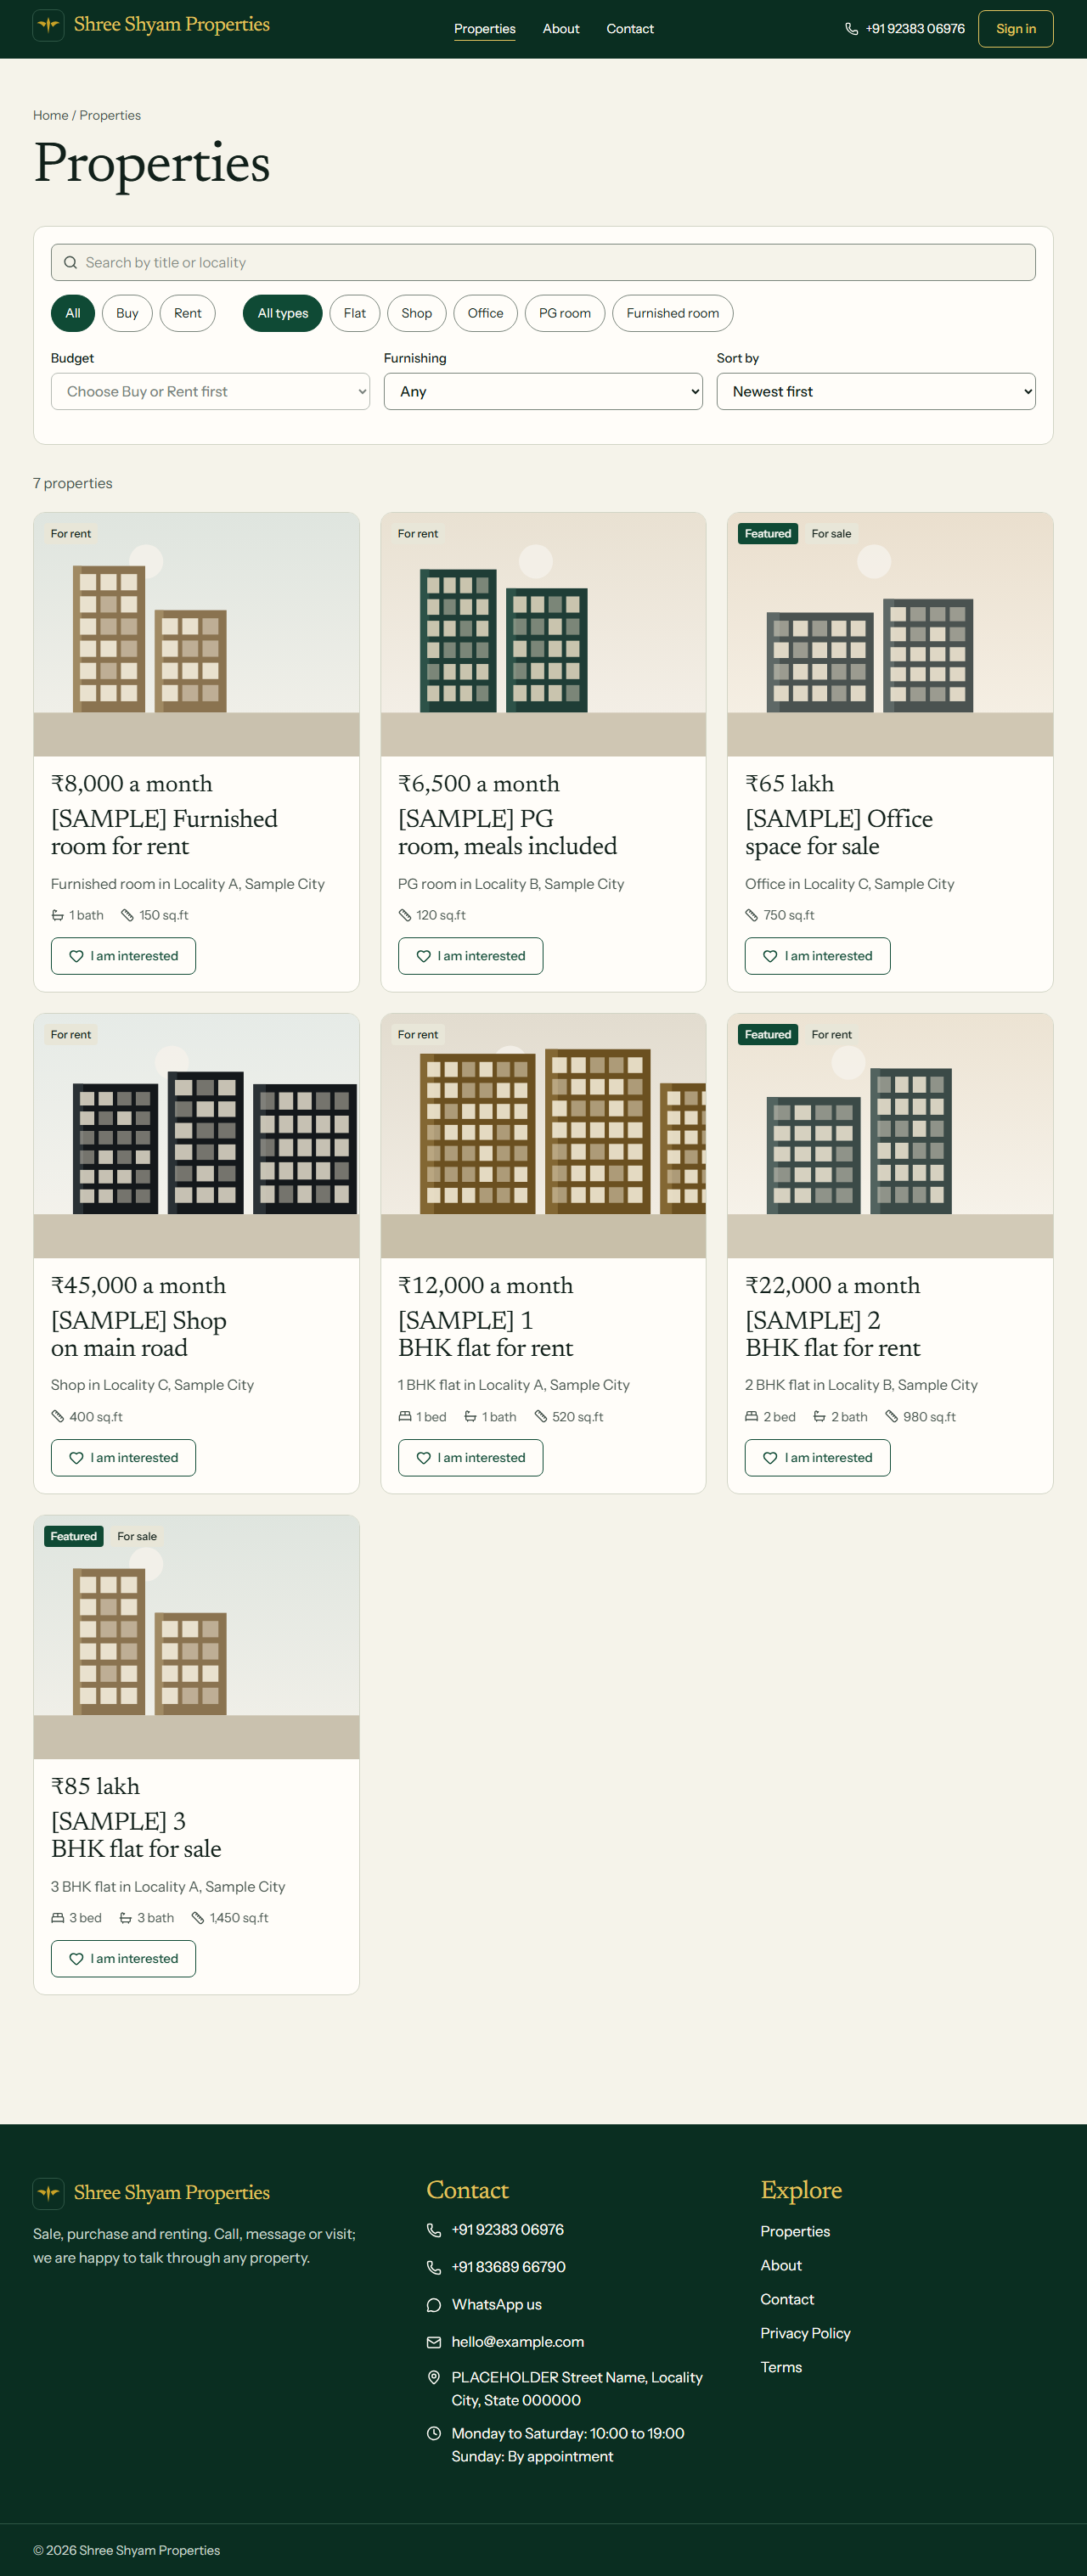 Shree Shyam Properties
Properties
About
Contact
+91 92383 06976
Sign in
Home / Properties
Properties
Search by title or locality
All
Buy
Rent
All types
Flat
Shop
Office
PG room
Furnished room
Budget
Furnishing
Sort by
Choose Buy or Rent first
Any
Newest first
7 properties
For rent
₹8,000 a month
[SAMPLE] Furnished
room for rent
Furnished room in Locality A, Sample City
1 bath
150 sq.ft
I am interested
For rent
₹6,500 a month
[SAMPLE] PG
room, meals included
PG room in Locality B, Sample City
120 sq.ft
I am interested
Featured
For sale
₹65 lakh
[SAMPLE] Office
space for sale
Office in Locality C, Sample City
750 sq.ft
I am interested
For rent
₹45,000 a month
[SAMPLE] Shop
on main road
Shop in Locality C, Sample City
400 sq.ft
I am interested
For rent
₹12,000 a month
[SAMPLE] 1
BHK flat for rent
1 BHK flat in Locality A, Sample City
1 bed
1 bath
520 sq.ft
I am interested
Featured
For rent
₹22,000 a month
[SAMPLE] 2
BHK flat for rent
2 BHK flat in Locality B, Sample City
2 bed
2 bath
980 sq.ft
I am interested
Featured
For sale
₹85 lakh
[SAMPLE] 3
BHK flat for sale
3 BHK flat in Locality A, Sample City
3 bed
3 bath
1,450 sq.ft
I am interested
Shree Shyam Properties
Sale, purchase and renting. Call, message or visit;
we are happy to talk through any property.
Contact
+91 92383 06976
+91 83689 66790
WhatsApp us
hello@example.com
PLACEHOLDER Street Name, Locality
City, State 000000
Monday to Saturday: 10:00 to 19:00
Sunday: By appointment
Explore
Properties
About
Contact
Privacy Policy
Terms
© 2026 Shree Shyam Properties